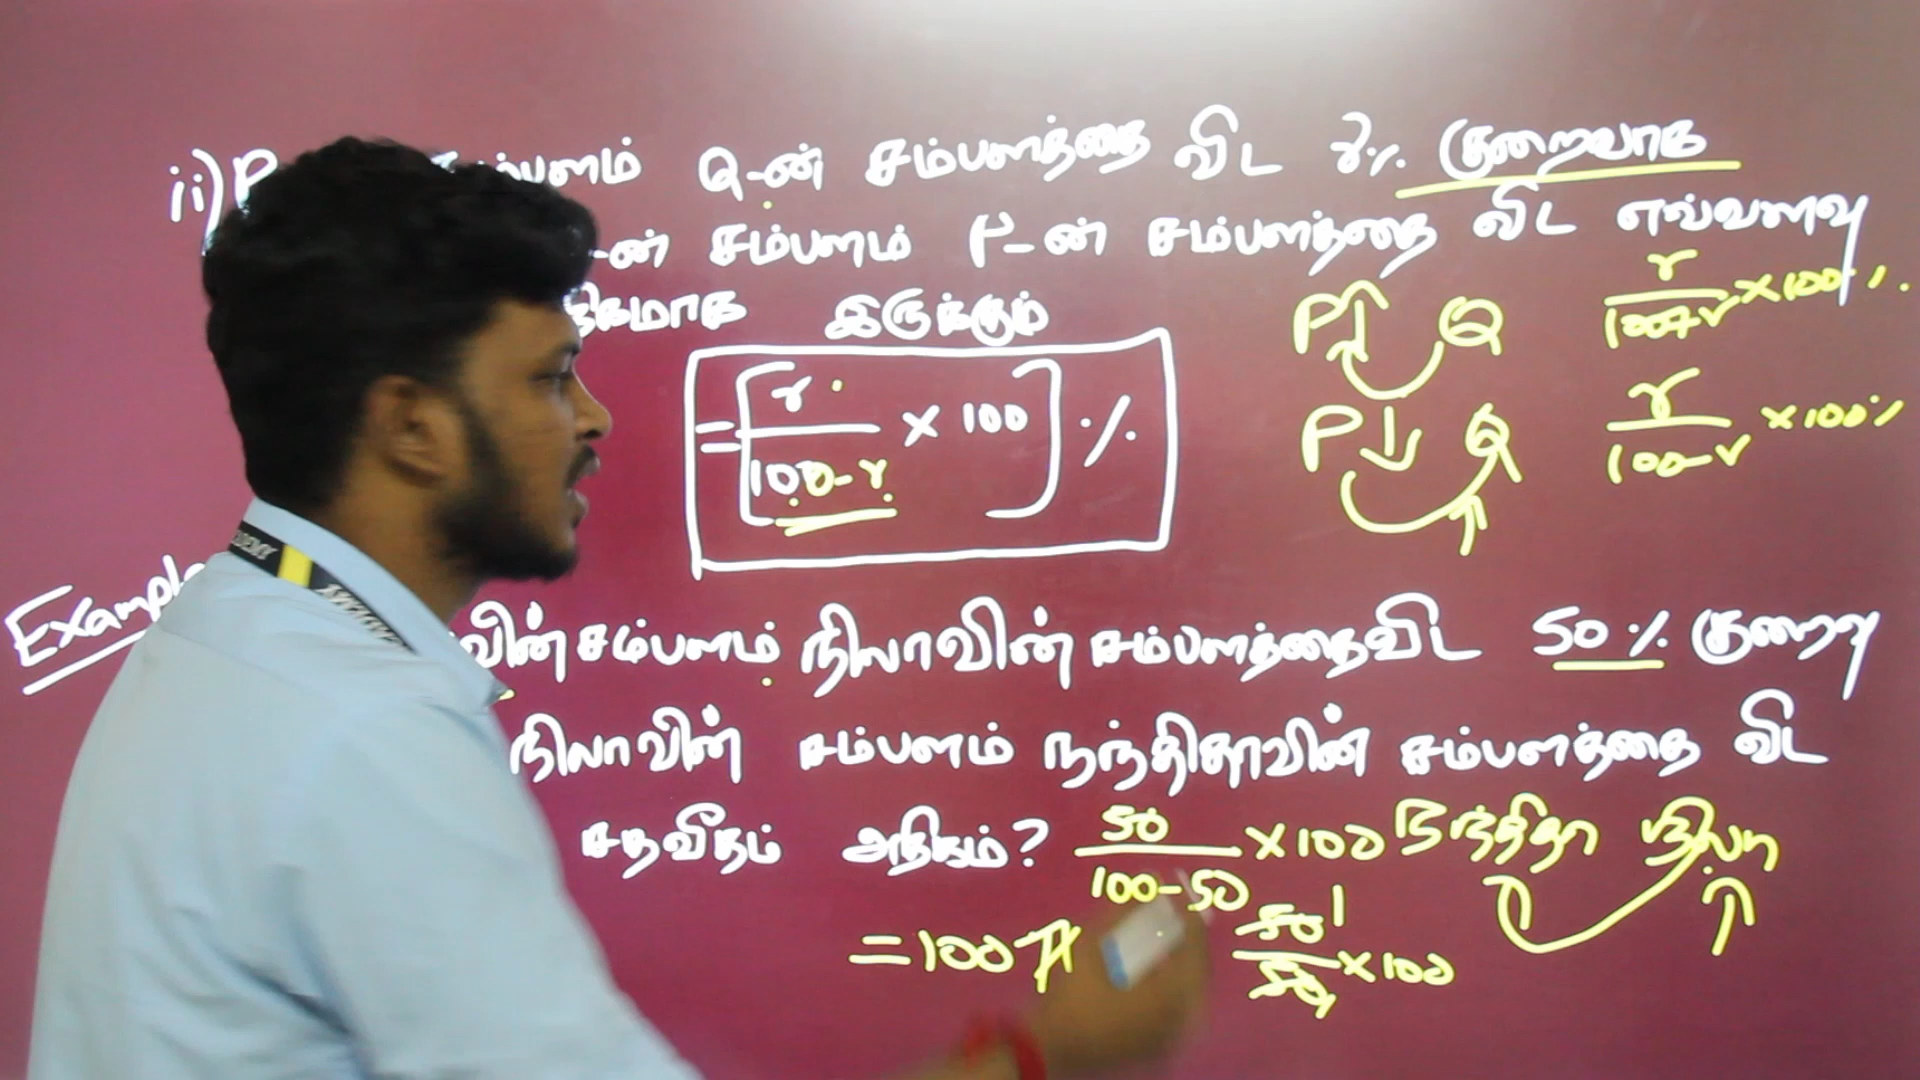 ii) P சம்பளம் Q-ன் சம்பளத்தை விட r% குறைவாக
-ன் சம்பளம் P-ன் சம்பளத்தை விட எவ்வளவு
இருக்கும்
= [r / 100-r × 100] %
P↑ Q r / 100+r × 100%.
P↓ Q r / 100-r × 100%
Example
வின் சம்பளம் நிலாவின் சம்பளத்தைவிட 50% குறைவு
நிலாவின் சம்பளம் நந்திதாவின் சம்பளத்தை விட
சதவீதம் அதிகம்? 50 / 100-50 × 100 நந்திதா நிலா
= 100 50 / 50 × 100